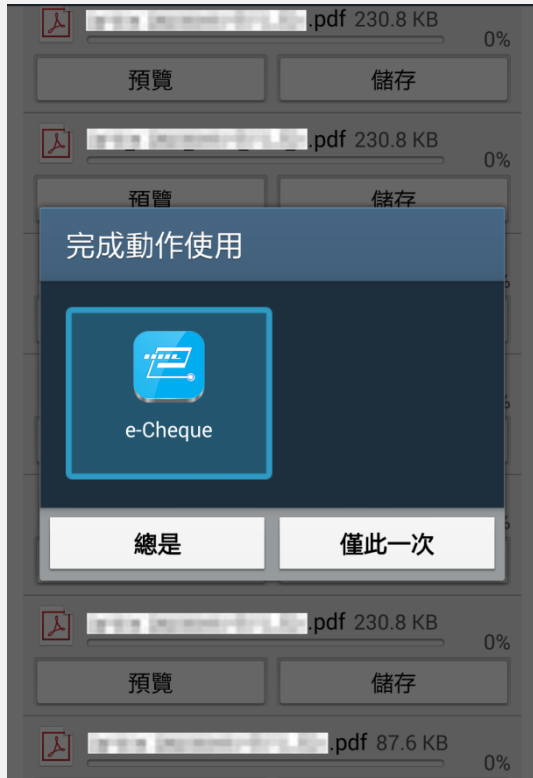 .pdf 230.8 KB
0%
預覽 儲存
.pdf 230.8 KB
0%
預覽 儲存
完成動作使用
e-Cheque
總是 僅此一次
.pdf 230.8 KB
0%
預覽 儲存
.pdf 87.6 KB
0%